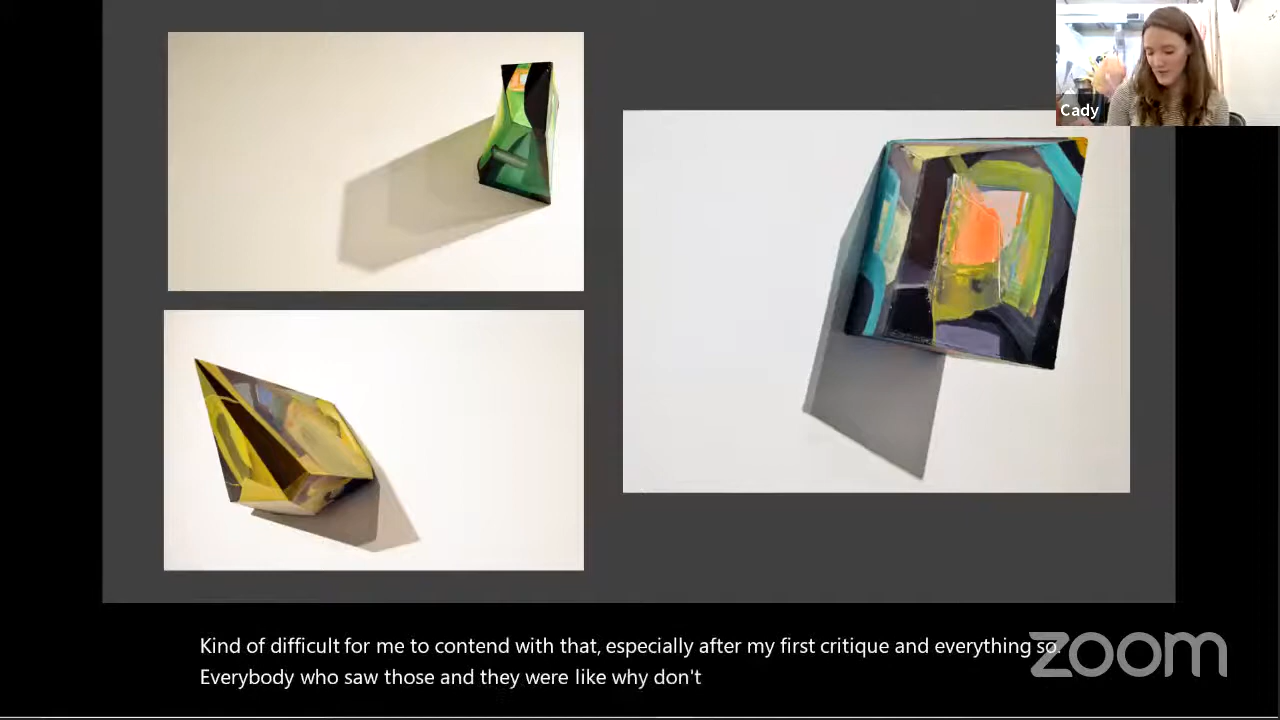 Cady
Kind of difficult for me to contend with that, especially after my first critique and everything so.
Everybody who saw those and they were like why don't
zoom